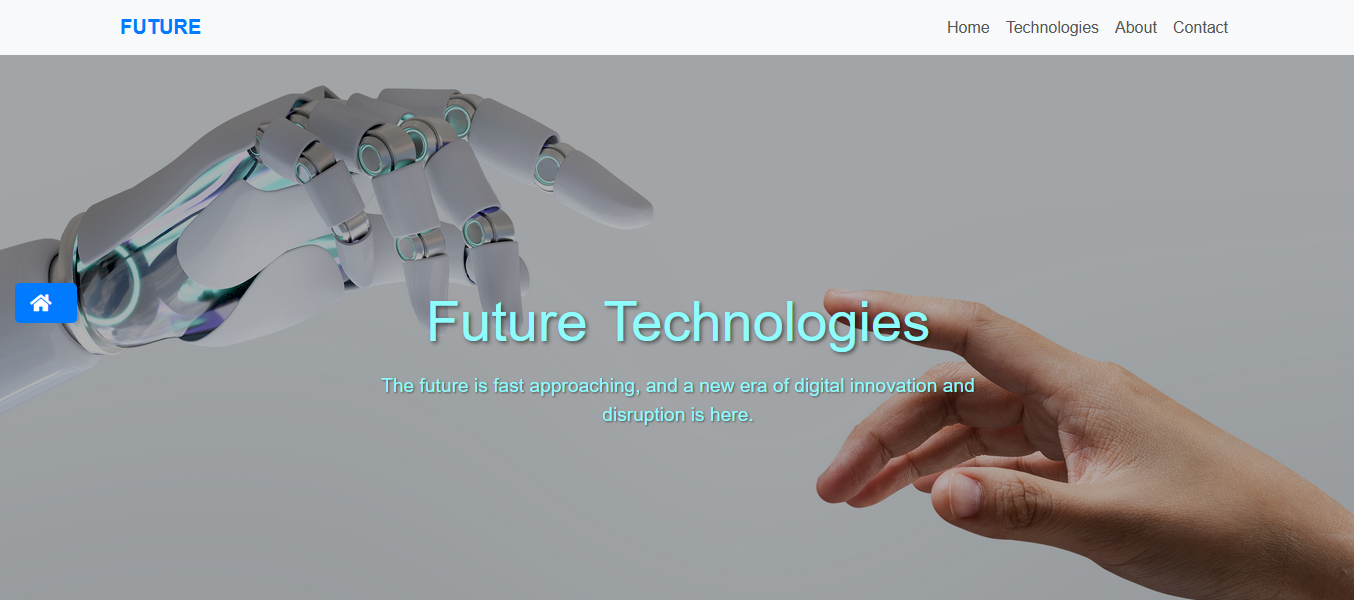 FUTURE
Home Technologies About Contact
Future Technologies
The future is fast approaching, and a new era of digital innovation and
disruption is here.